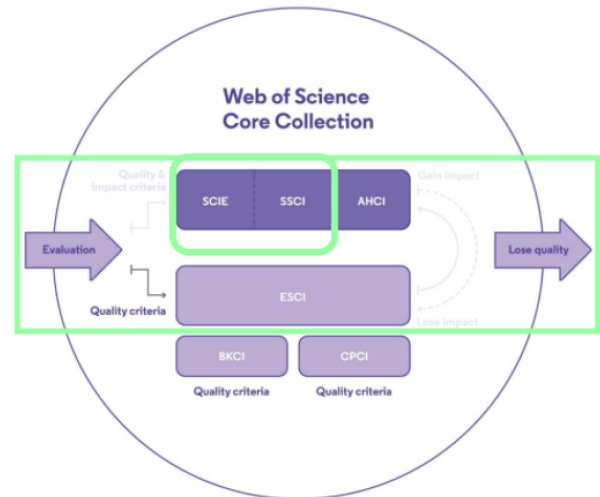 Web of Science
Core Collection
Quality &
impact criteria
Gain impact
SCIE
SSCI
AHCI
Evaluation
Lose quality
Quality criteria
ESCI
Lose impact
BKCI
CPCI
Quality criteria
Quality criteria